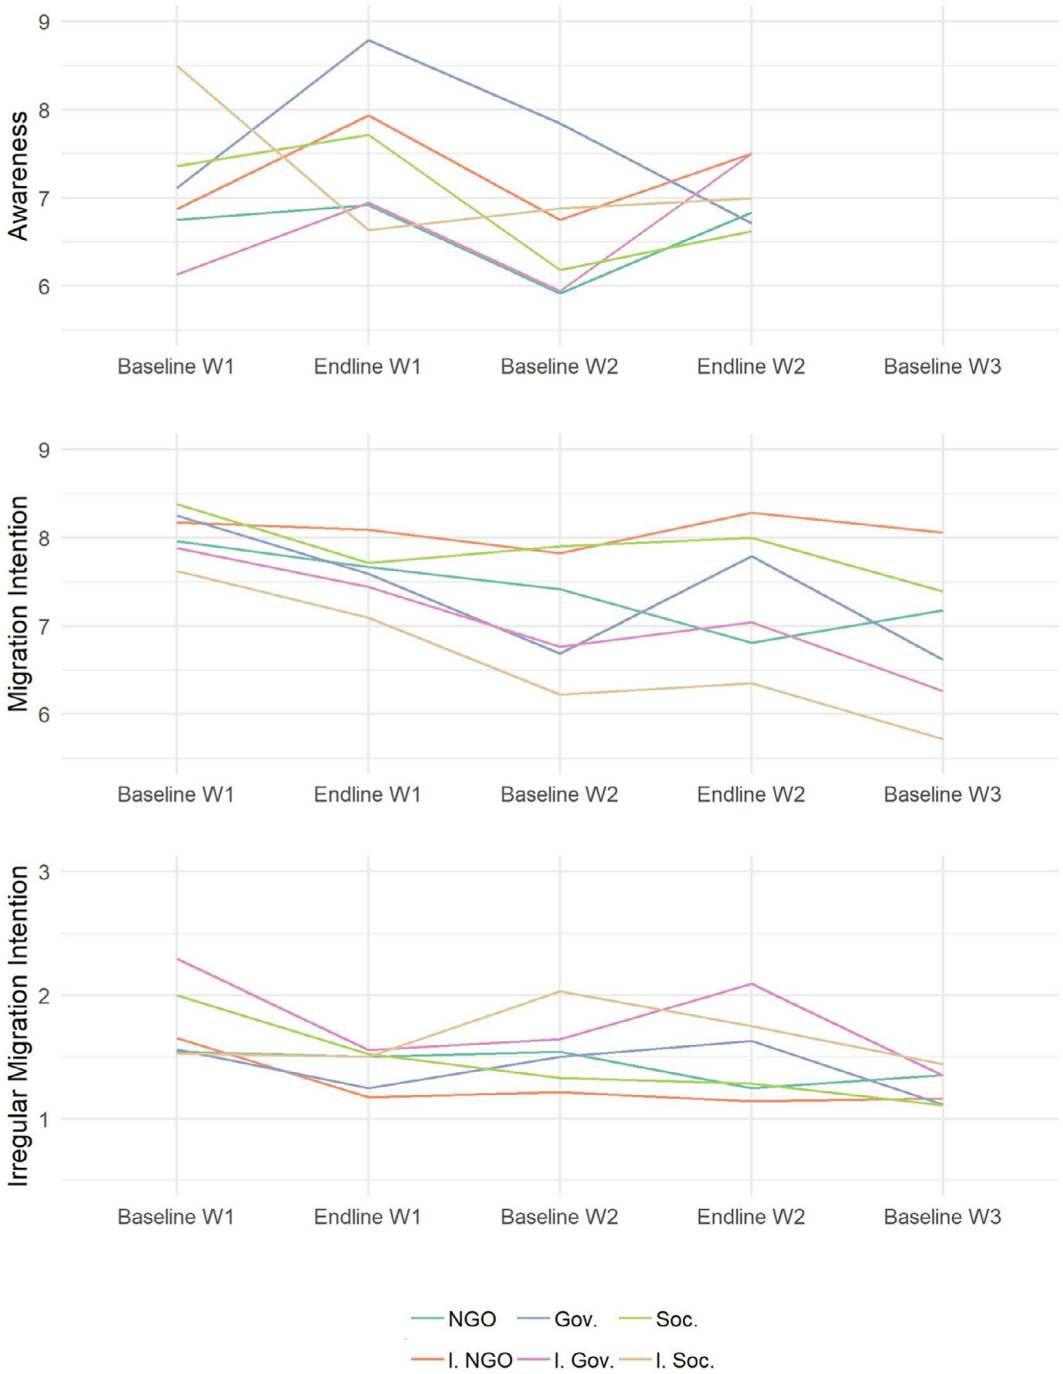 Awareness
9
8
7
6
Baseline W1 Endline W1 Baseline W2 Endline W2 Baseline W3
Migration Intention
9
8
7
6
Baseline W1 Endline W1 Baseline W2 Endline W2 Baseline W3
Irregular Migration Intention
3
2
1
Baseline W1 Endline W1 Baseline W2 Endline W2 Baseline W3
NGO Gov. Soc.
I. NGO I. Gov. I. Soc.